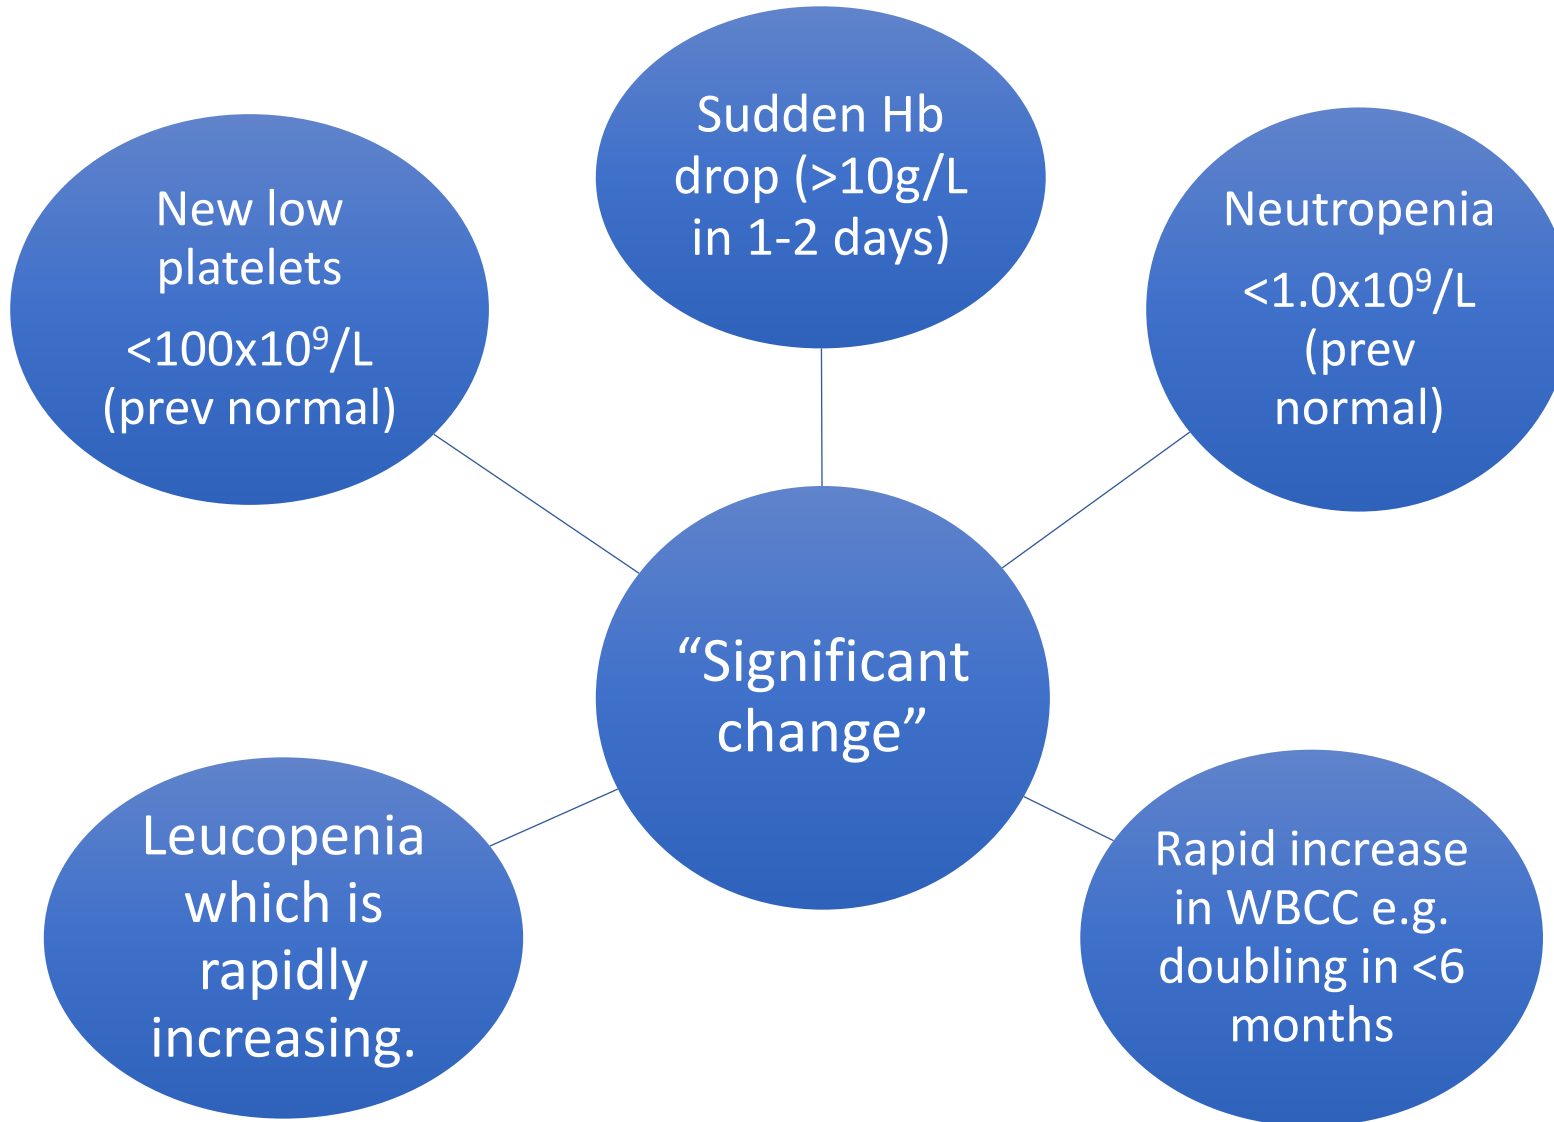 Sudden Hb
drop (>10g/L
in 1-2 days)
New low
platelets
<100x10⁹/L
(prev normal)
Neutropenia
<1.0x10⁹/L
(prev
normal)
“Significant
change”
Leucopenia
which is
rapidly
increasing.
Rapid increase
in WBCC e.g.
doubling in <6
months